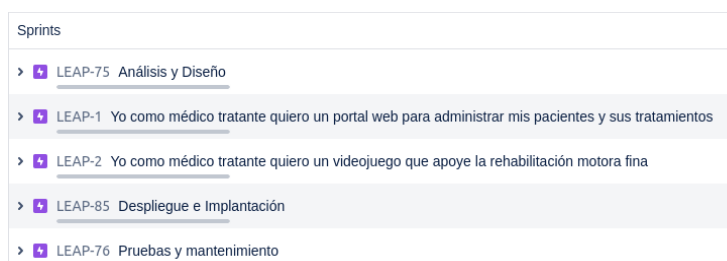 Sprints
LEAP-75 Análisis y Diseño
LEAP-1 Yo como médico tratante quiero un portal web para administrar mis pacientes y sus tratamientos
LEAP-2 Yo como médico tratante quiero un videojuego que apoye la rehabilitación motora fina
LEAP-85 Despliegue e Implantación
LEAP-76 Pruebas y mantenimiento